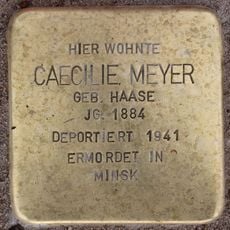 HIER WOHNTE
CAECILIE MEYER
GEB. HAASE
JG. 1884
DEPORTIERT 1941
ERMORDET IN
MINSK